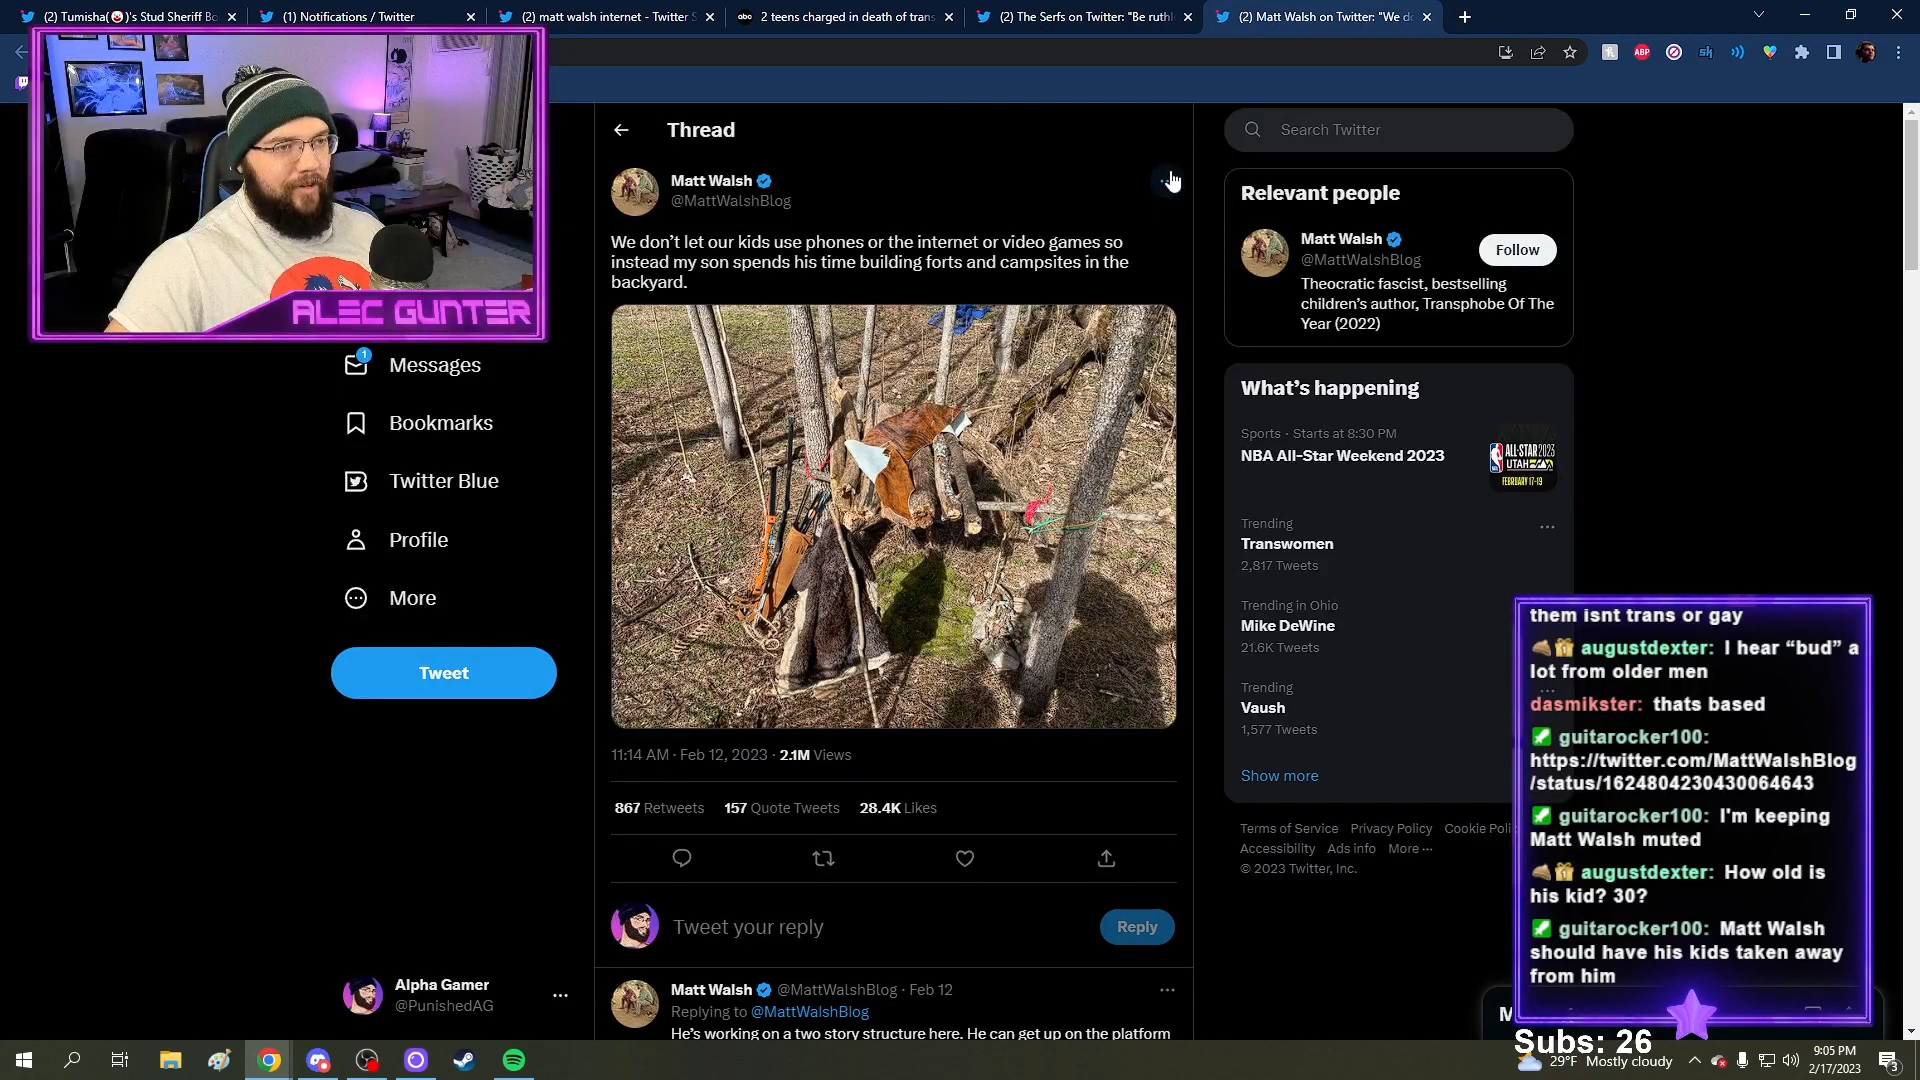 (2) Tumisha(🤡)'s Stud Sheriff Bo
(1) Notifications / Twitter
(2) matt walsh internet - Twitter S
2 teens charged in death of trans
(2) The Serfs on Twitter: "Be ruthl
(2) Matt Walsh on Twitter: "We do
ABP
ALEC GUNTER
Messages
1
Bookmarks
Twitter Blue
Profile
More
Tweet
Alpha Gamer
@PunishedAG
Thread
Matt Walsh
@MattWalshBlog
We don't let our kids use phones or the internet or video games so
instead my son spends his time building forts and campsites in the
backyard.
11:14 AM · Feb 12, 2023 · 2.1M Views
867 Retweets 157 Quote Tweets 28.4K Likes
Tweet your reply
Reply
Matt Walsh @MattWalshBlog · Feb 12
Replying to @MattWalshBlog
He's working on a two story structure here. He can get up on the platform
Search Twitter
Relevant people
Matt Walsh
@MattWalshBlog
Follow
Theocratic fascist, bestselling
children's author, Transphobe Of The
Year (2022)
What's happening
Sports · Starts at 8:30 PM
NBA All-Star Weekend 2023
ALL-STAR 2023
UTAH
FEBRUARY 17-19
Trending
Transwomen
2,817 Tweets
Trending in Ohio
Mike DeWine
21.6K Tweets
Trending
Vaush
1,577 Tweets
Show more
Terms of Service Privacy Policy Cookie Poli
Accessibility Ads info More ···
© 2023 Twitter, Inc.
them isnt trans or gay
augustdexter: I hear “bud” a
lot from older men
dasmikster: thats based
guitarocker100:
https://twitter.com/MattWalshBlog
/status/1624804230430064643
guitarocker100: I'm keeping
Matt Walsh muted
augustdexter: How old is
his kid? 30?
guitarocker100: Matt Walsh
should have his kids taken away
from him
Subs: 26
29°F Mostly cloudy
9:05 PM
2/17/2023
3